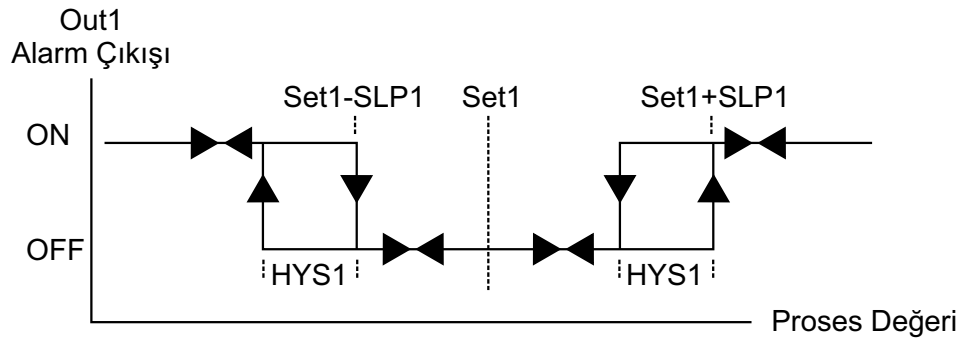 Out1
Alarm Çıkışı
Set1-SLP1 Set1 Set1+SLP1
ON
OFF
HYS1 HYS1
Proses Değeri